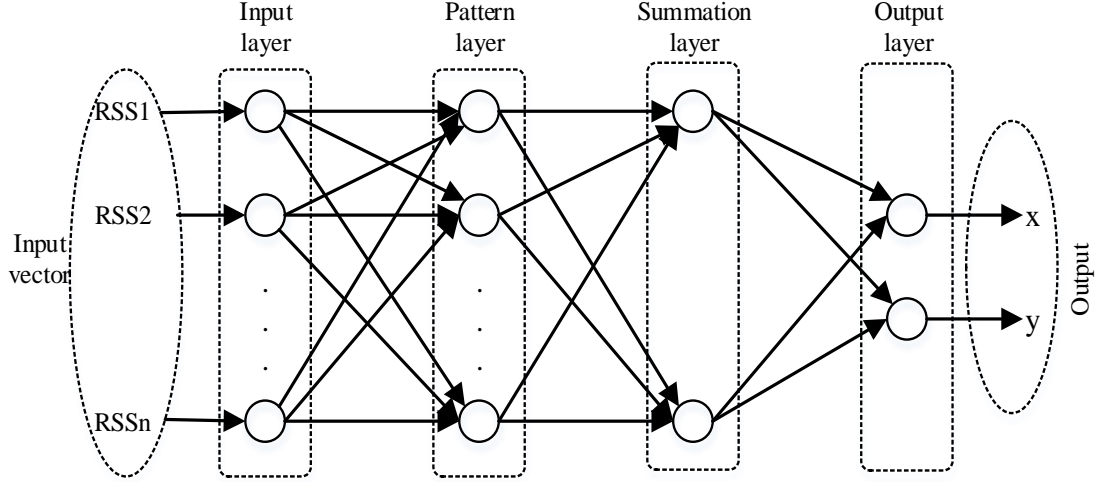 Input
layer
Pattern
layer
Summation
layer
Output
layer
RSS1
RSS2
RSSn
Input
vector
x
y
Output